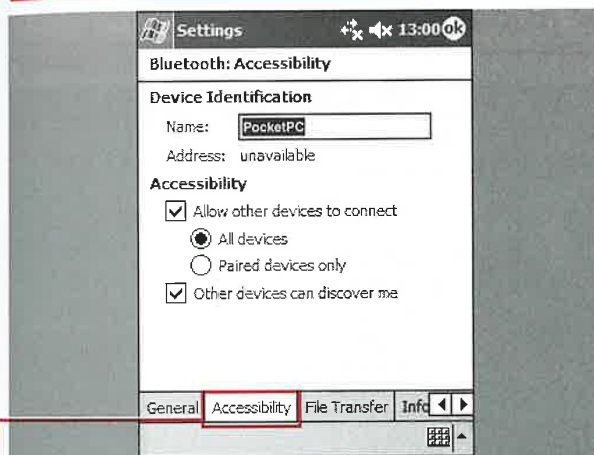 Settings 13:00 ok
Bluetooth: Accessibility
Device Identification
Name: PocketPC
Address: unavailable
Accessibility
Allow other devices to connect
All devices
Paired devices only
Other devices can discover me
General Accessibility File Transfer